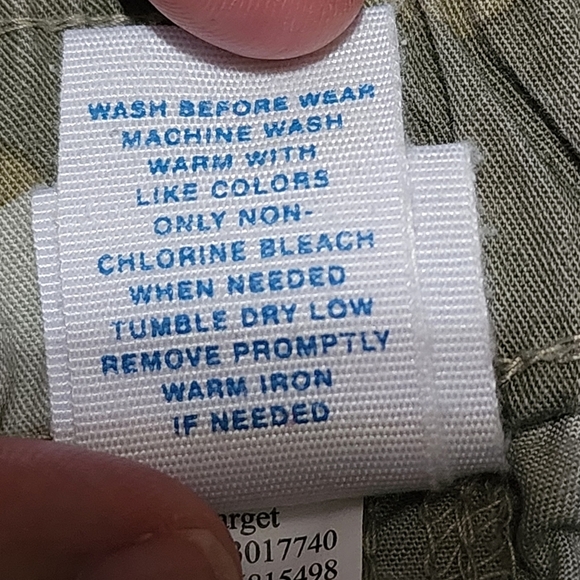 WASH BEFORE WEAR
MACHINE WASH
WARM WITH
LIKE COLORS
ONLY NON-
CHLORINE BLEACH
WHEN NEEDED
TUMBLE DRY LOW
REMOVE PROMPTLY
WARM IRON
IF NEEDED
arget
3017740